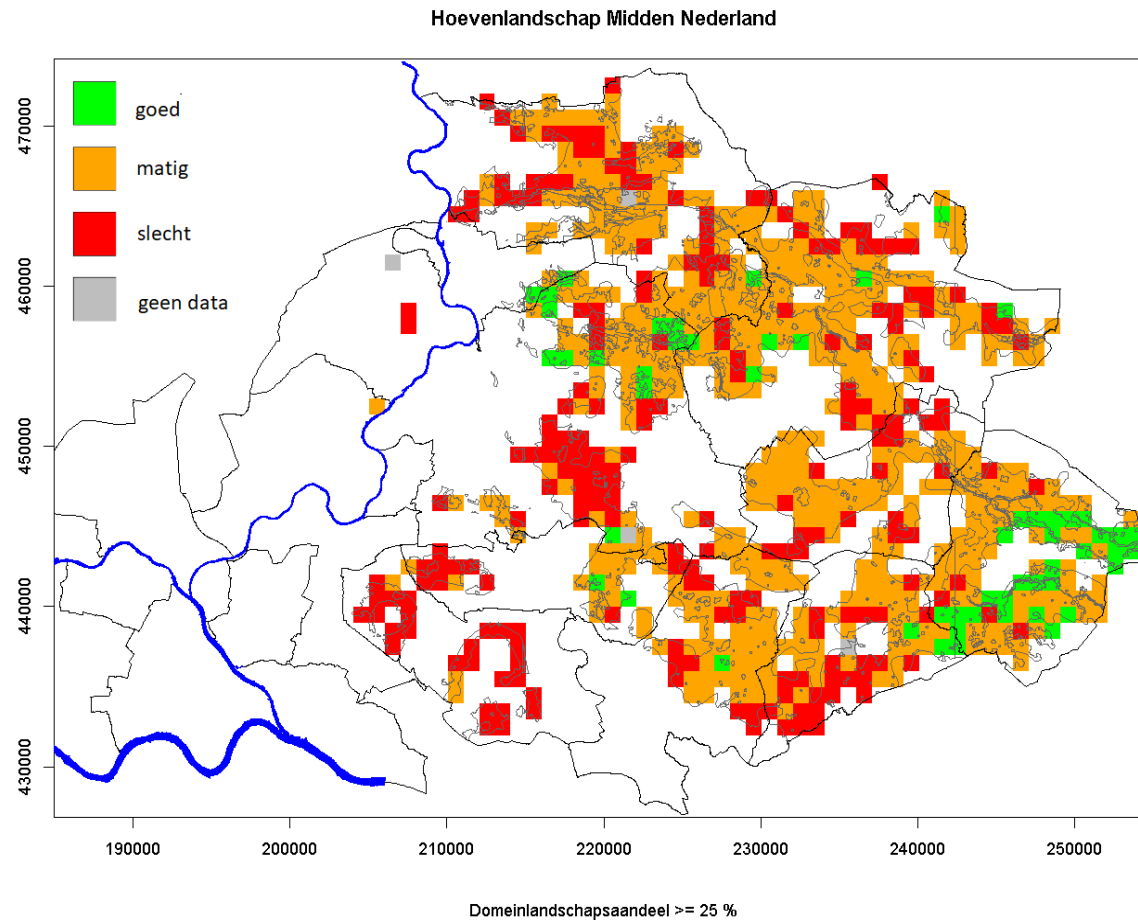 Hoevenlandschap Midden Nederland
goed
matig
slecht
geen data
470000
460000
450000
440000
430000
190000
200000
210000
220000
230000
240000
250000
Domeinlandschapsaandeel >= 25 %